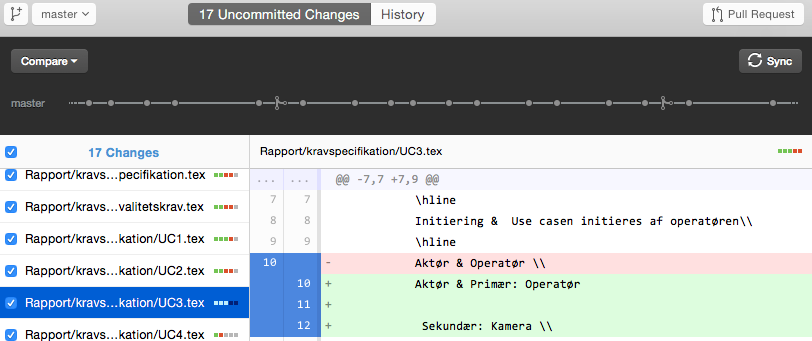 master
17 Uncommitted Changes
History
Pull Request
Compare
Sync
master
17 Changes
Rapport/kravspecifikation/UC3.tex
Rapport/kravs…pecifikation.tex
Rapport/kravs…valitetskrav.tex
Rapport/kravs…kation/UC1.tex
Rapport/kravs…kation/UC2.tex
Rapport/kravs…kation/UC3.tex
Rapport/kravs…kation/UC4.tex
... ... @@ -7,7 +7,9 @@
7 7 \hline
8 8 Initiering & Use casen initieres af operatøren\\
9 9 \hline
10 - Aktør & Operatør \\
10 + Aktør & Primær: Operatør
11 +
12 + Sekundær: Kamera \\